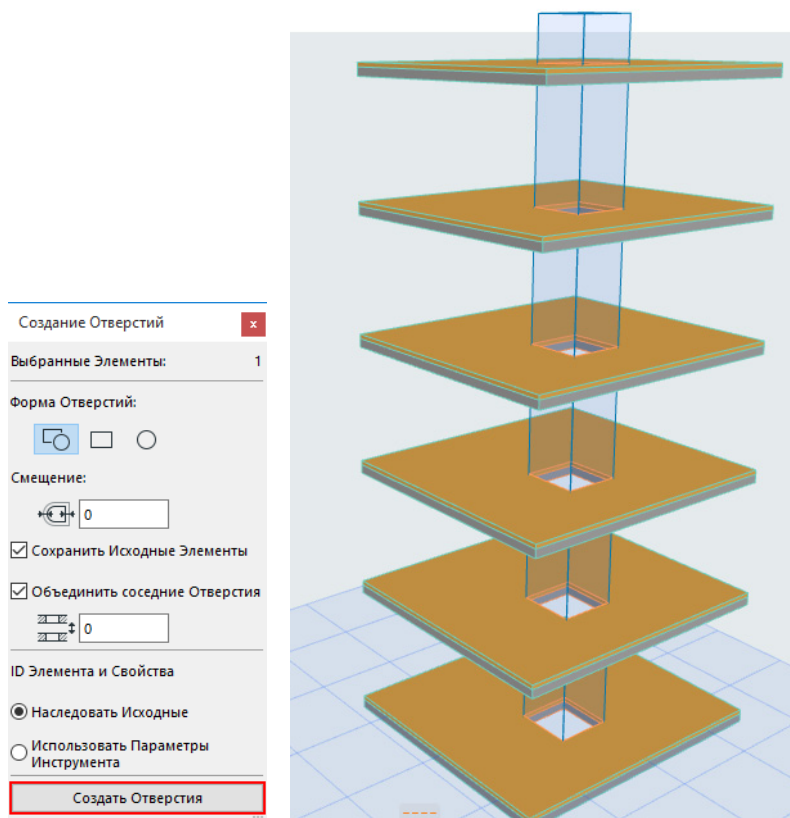 Создание Отверстий
x
Выбранные Элементы: 1
Форма Отверстий:
Смещение:
0
Сохранить Исходные Элементы
Объединить соседние Отверстия
0
ID Элемента и Свойства
Наследовать Исходные
Использовать Параметры
Инструмента
Создать Отверстия